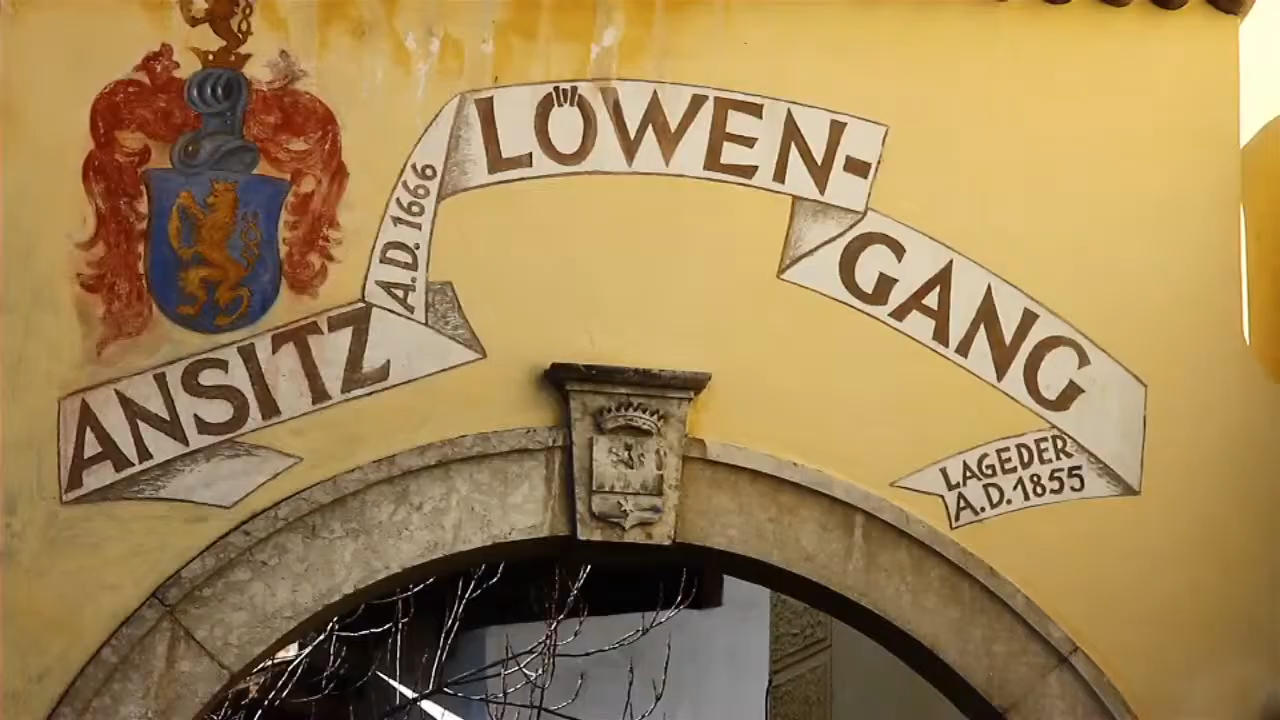 ANSITZ
A.D. 1666
LÖWEN-
GANG
LAGEDER
A.D. 1855